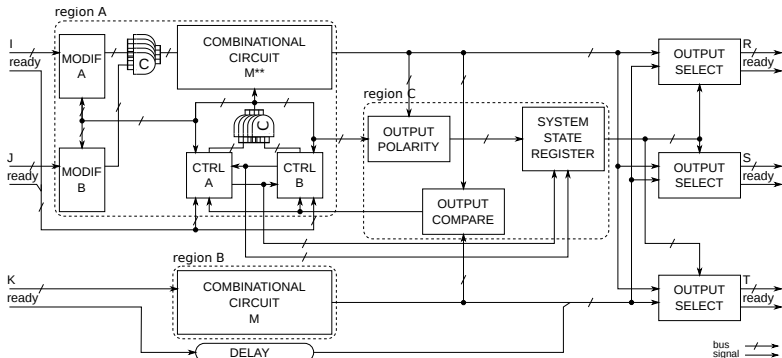 region A
I
ready
MODIF
A
C
COMBINATIONAL
CIRCUIT
M**
OUTPUT
SELECT
R
ready
region C
OUTPUT
POLARITY
SYSTEM
STATE
REGISTER
C
J
ready
MODIF
B
CTRL
A
CTRL
B
OUTPUT
SELECT
S
ready
OUTPUT
COMPARE
region B
K
ready
COMBINATIONAL
CIRCUIT
M
OUTPUT
SELECT
T
ready
DELAY
bus
signal